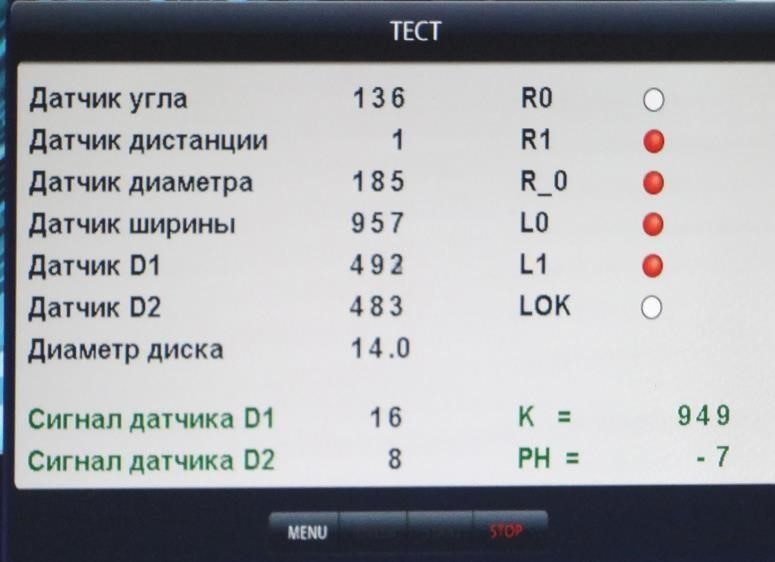 ТЕСТ
Датчик угла 136 R0
Датчик дистанции 1 R1
Датчик диаметра 185 R_0
Датчик ширины 957 L0
Датчик D1 492 L1
Датчик D2 483 LOK
Диаметр диска 14.0
Сигнал датчика D1 16 K = 949
Сигнал датчика D2 8 PH = -7
MENU STOP